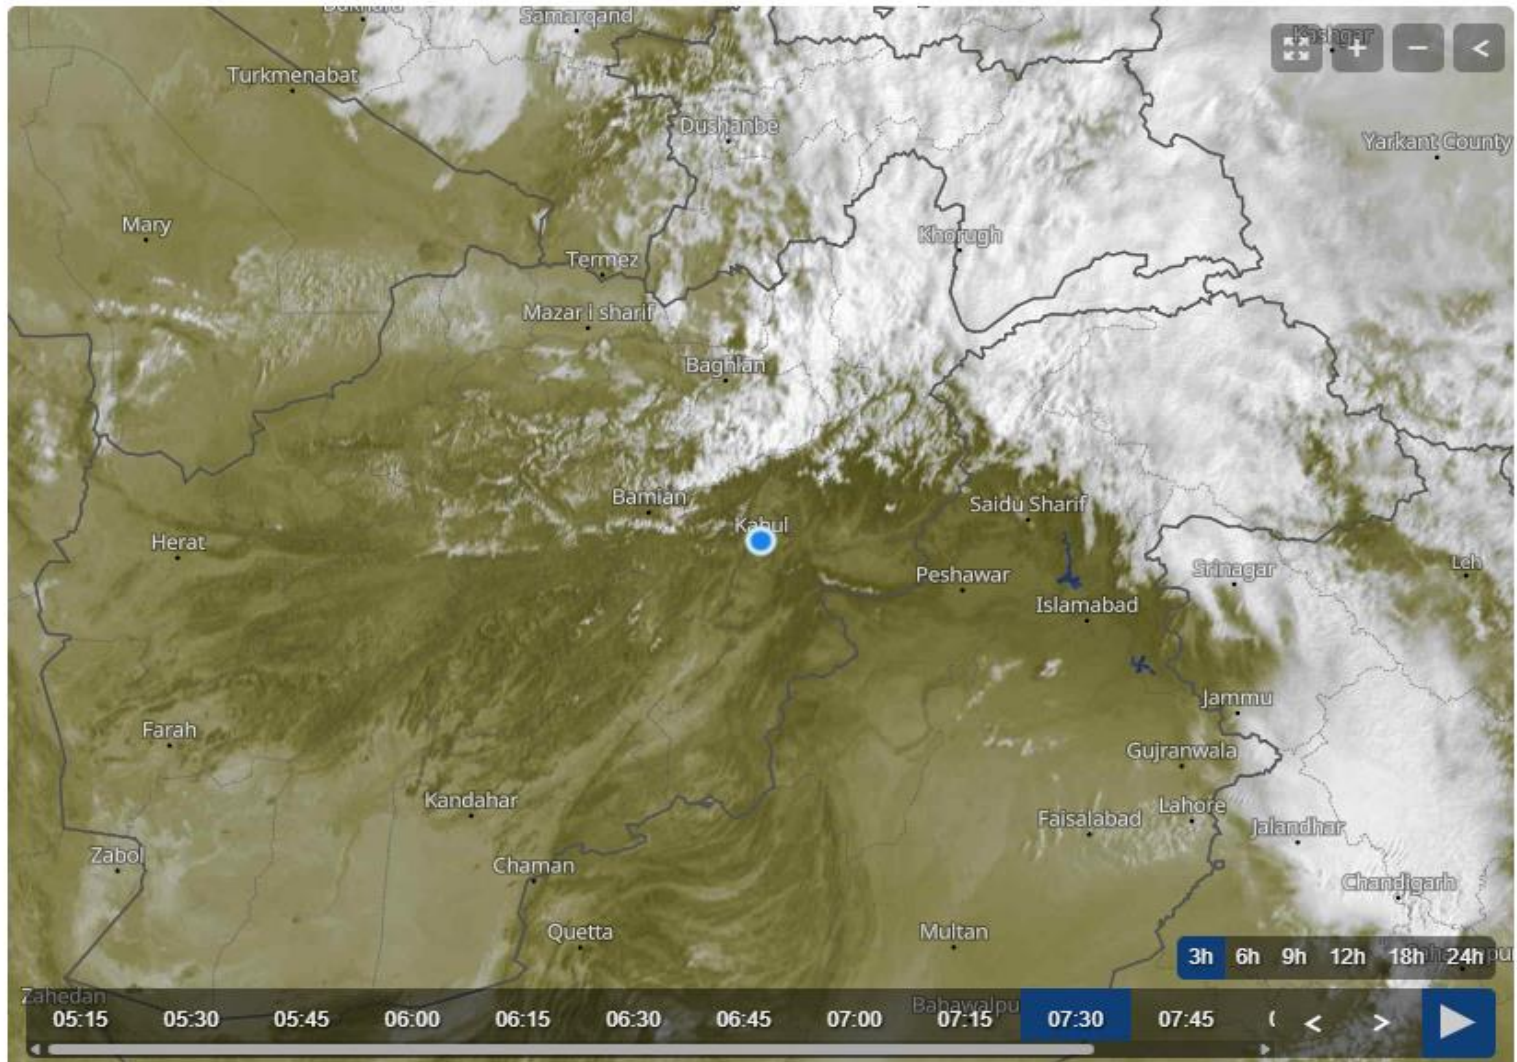 Samarqand
Kashgar
Turkmenabat
Dushanbe
Yarkant County
Mary
Khorugh
Termez
Mazar I sharif
Baghlan
Bamian
Saidu Sharif
Kabul
Herat
Srinagar
Leh
Peshawar
Islamabad
Jammu
Farah
Gujranwala
Kandahar
Lahore
Faisalabad
Jalandhar
Zabol
Chaman
Chandigarh
Quetta
Multan
3h 6h 9h 12h 18h 24h
Zahedan
Bahawalpu
05:15 05:30 05:45 06:00 06:15 06:30 06:45 07:00 07:15 07:30 07:45